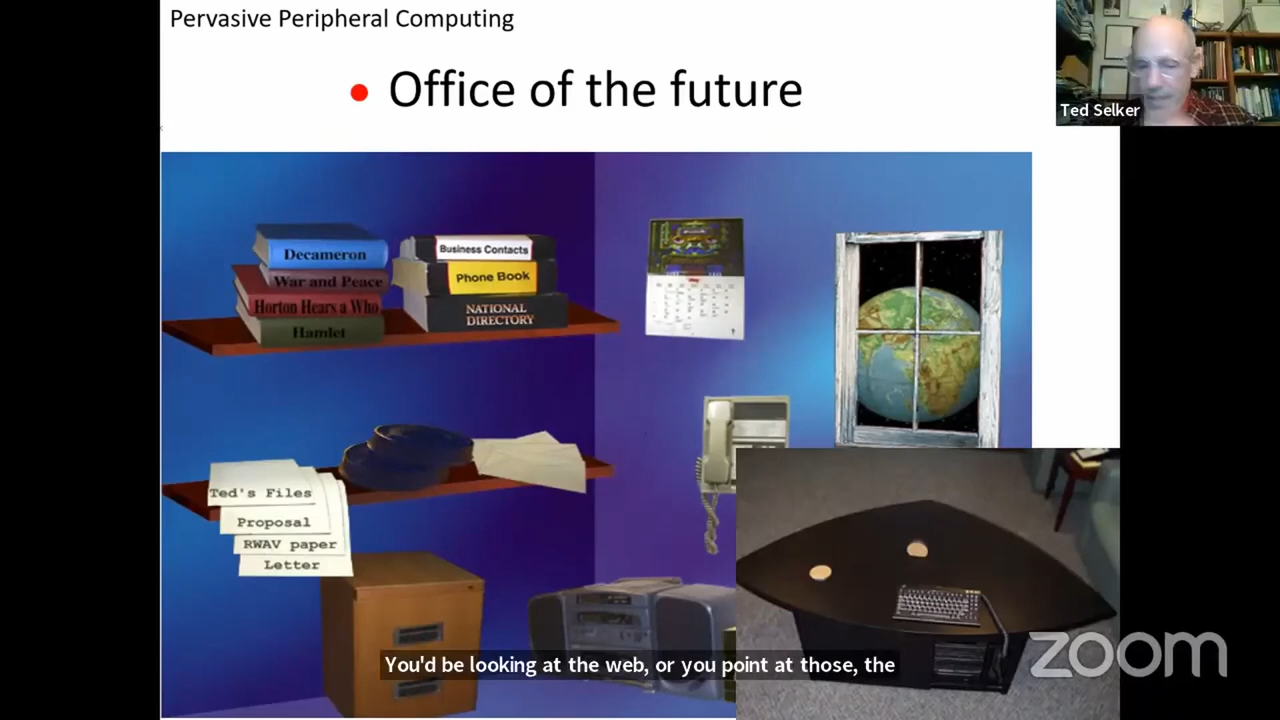 Pervasive Peripheral Computing
• Office of the future
Ted Selker
Decameron
War and Peace
Horton Hears a Who
Hamlet
Business Contacts
Phone Book
NATIONAL
DIRECTORY
Ted's Files
Proposal
RWAV paper
Letter
You'd be looking at the web, or you point at those, the
zoom